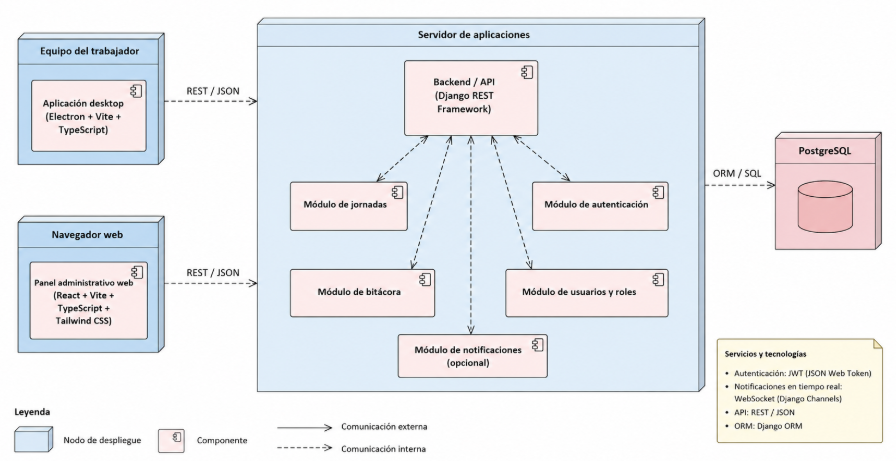 Servidor de aplicaciones
Equipo del trabajador
Aplicación desktop
(Electron + Vite +
TypeScript)
REST / JSON
Backend / API
(Django REST
Framework)
Módulo de jornadas
Módulo de autenticación
Módulo de bitácora
Módulo de usuarios y roles
Módulo de notificaciones
(opcional)
ORM / SQL
PostgreSQL
Navegador web
Panel administrativo web
(React + Vite +
TypeScript +
Tailwind CSS)
REST / JSON
Servicios y tecnologías
• Autenticación: JWT (JSON Web Token)
• Notificaciones en tiempo real:
WebSocket (Django Channels)
• API: REST / JSON
• ORM: Django ORM
Leyenda
Nodo de despliegue
Componente
Comunicación externa
Comunicación interna